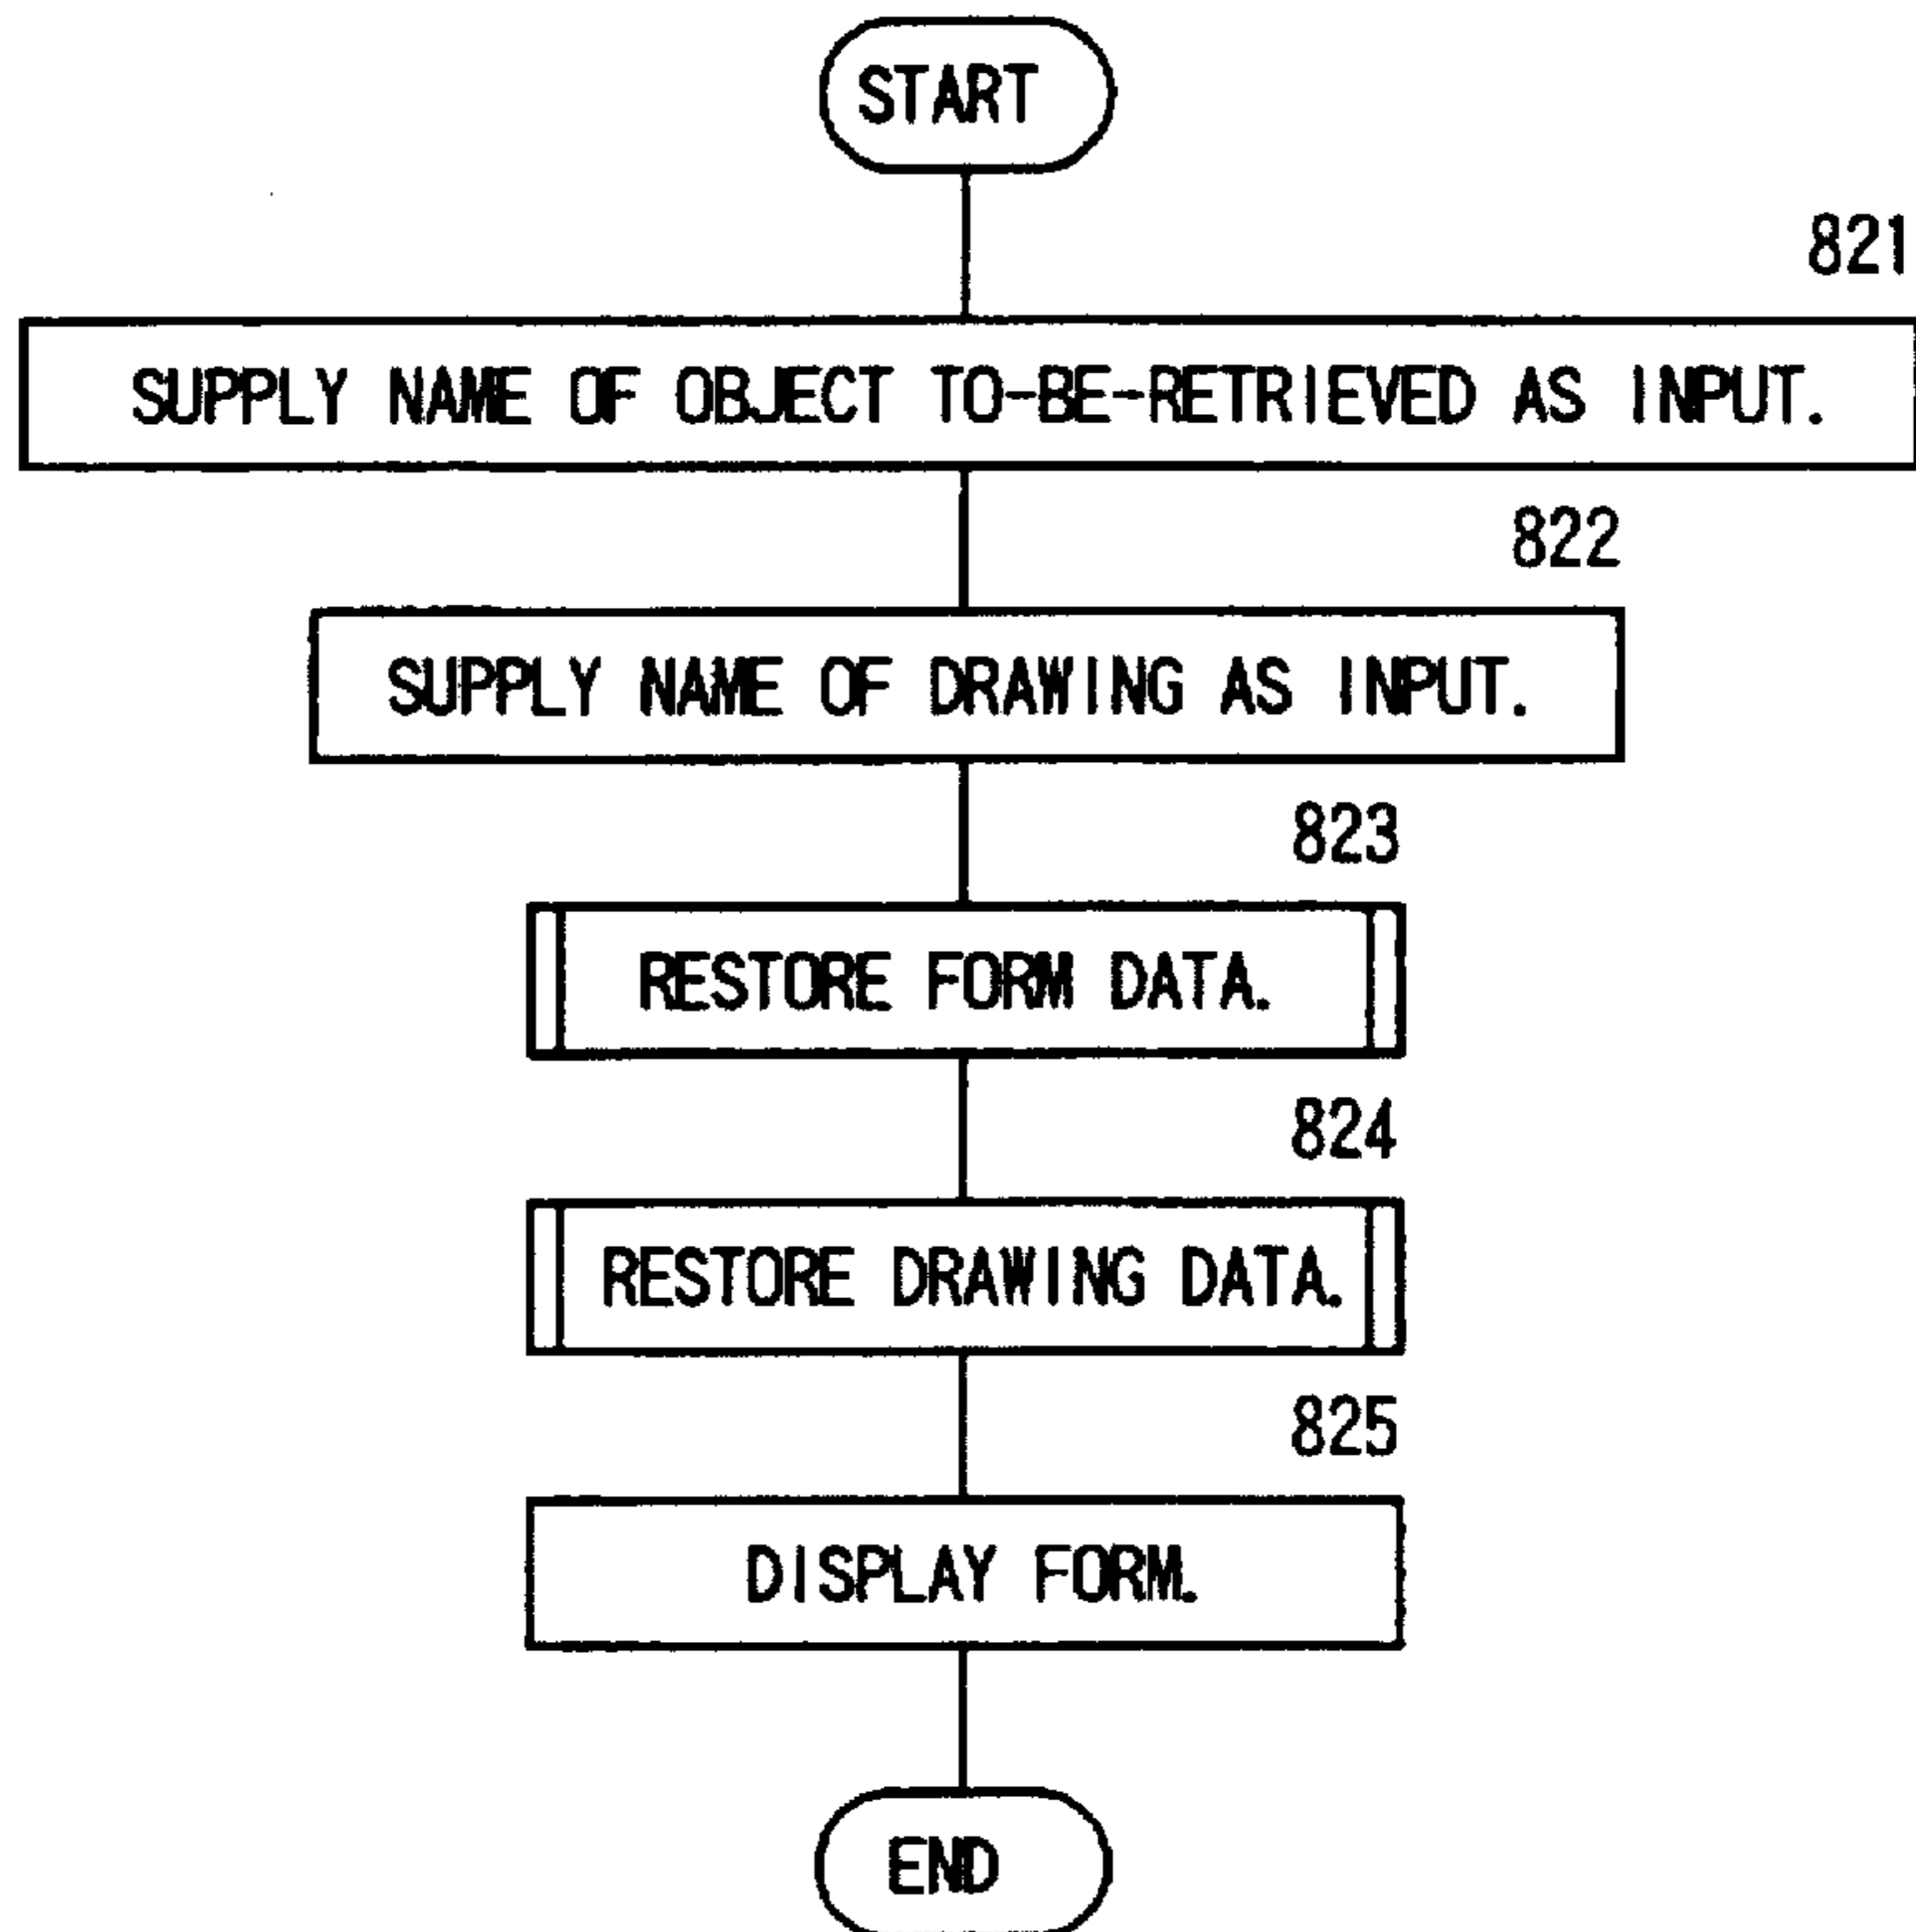 START
821
SUPPLY NAME OF OBJECT TO-BE-RETRIEVED AS INPUT.
822
SUPPLY NAME OF DRAWING AS INPUT.
823
RESTORE FORM DATA.
824
RESTORE DRAWING DATA.
825
DISPLAY FORM.
END